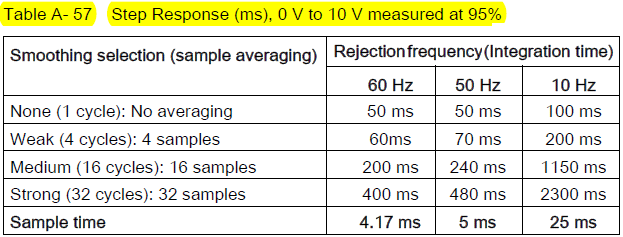 Table A- 57 Step Response (ms), 0 V to 10 V measured at 95%
Smoothing selection (sample averaging) Rejection frequency (Integration time)
60 Hz 50 Hz 10 Hz
None (1 cycle): No averaging 50 ms 50 ms 100 ms
Weak (4 cycles): 4 samples 60ms 70 ms 200 ms
Medium (16 cycles): 16 samples 200 ms 240 ms 1150 ms
Strong (32 cycles): 32 samples 400 ms 480 ms 2300 ms
Sample time 4.17 ms 5 ms 25 ms